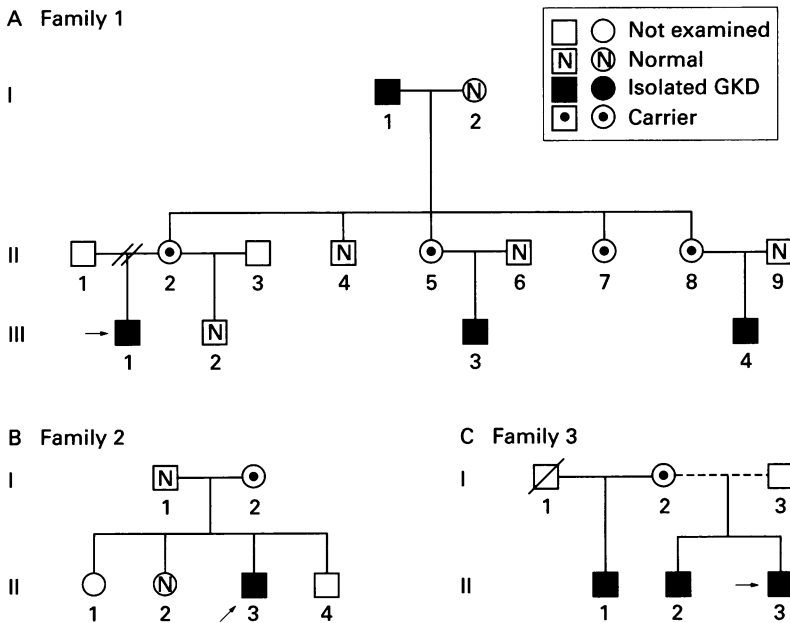 A Family 1
Not examined
N N Normal
Isolated GKD
Carrier
I
N
1 2
II
N N N
1 2 3 4 5 6 7 8 9
III
N
1 2 3 4
B Family 2
I
N
1 2
II
N
1 2 3 4
C Family 3
I
1 2 3
II
1 2 3